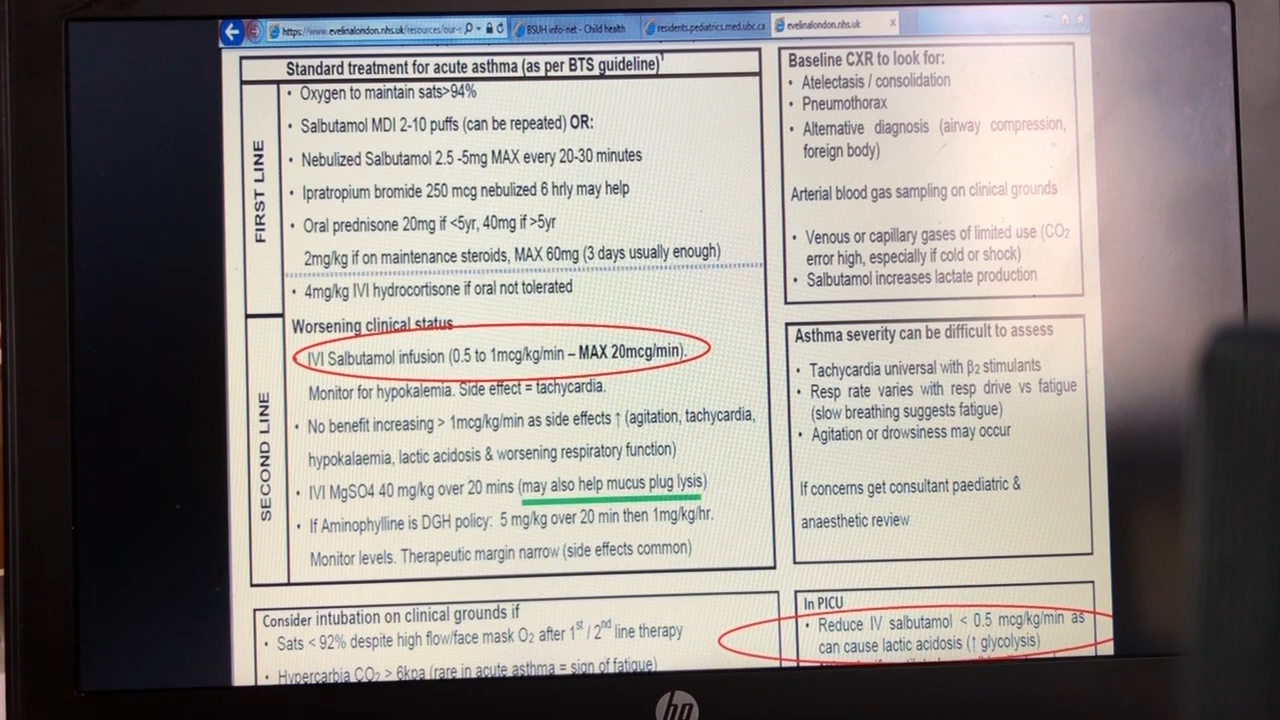 https://www.evelinalondon.nhs.uk/resources/our-s
BSUH info-net - Child health
residents.pediatrics.med.ubc.ca
evelinalondon.nhs.uk
x
Standard treatment for acute asthma (as per BTS guideline)¹
FIRST LINE
• Oxygen to maintain sats>94%
• Salbutamol MDI 2-10 puffs (can be repeated) OR:
• Nebulized Salbutamol 2.5 -5mg MAX every 20-30 minutes
• Ipratropium bromide 250 mcg nebulized 6 hrly may help
• Oral prednisone 20mg if <5yr, 40mg if >5yr
2mg/kg if on maintenance steroids, MAX 60mg (3 days usually enough)
• 4mg/kg IVI hydrocortisone if oral not tolerated
SECOND LINE
Worsening clinical status
IVI Salbutamol infusion (0.5 to 1mcg/kg/min – MAX 20mcg/min).
Monitor for hypokalemia. Side effect = tachycardia.
• No benefit increasing > 1mcg/kg/min as side effects ↑ (agitation, tachycardia,
hypokalaemia, lactic acidosis & worsening respiratory function)
• IVI MgSO4 40 mg/kg over 20 mins (may also help mucus plug lysis)
• If Aminophylline is DGH policy: 5 mg/kg over 20 min then 1mg/kg/hr.
Monitor levels. Therapeutic margin narrow (side effects common)
Consider intubation on clinical grounds if
• Sats < 92% despite high flow/face mask O2 after 1st / 2nd line therapy
• Hypercarbia CO2 > 6kpa (rare in acute asthma = sign of fatigue)
Baseline CXR to look for:
• Atelectasis / consolidation
• Pneumothorax
• Alternative diagnosis (airway compression,
foreign body)
Arterial blood gas sampling on clinical grounds
• Venous or capillary gases of limited use (CO2
error high, especially if cold or shock)
• Salbutamol increases lactate production
Asthma severity can be difficult to assess
• Tachycardia universal with β2 stimulants
• Resp rate varies with resp drive vs fatigue
(slow breathing suggests fatigue)
• Agitation or drowsiness may occur
If concerns get consultant paediatric &
anaesthetic review
In PICU
• Reduce IV salbutamol < 0.5 mcg/kg/min as
can cause lactic acidosis (↑ glycolysis)
hp